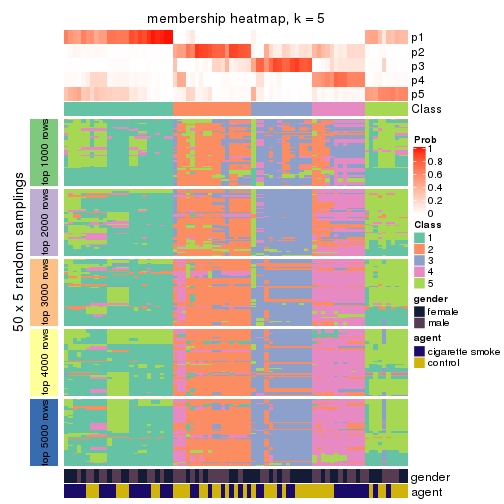 membership heatmap, k = 5
p1
p2
p3
p4
p5
Class
50 x 5 random samplings
top 1000 rows
top 2000 rows
top 3000 rows
top 4000 rows
top 5000 rows
gender
agent
Prob
1
0.8
0.6
0.4
0.2
0
Class
1
2
3
4
5
gender
female
male
agent
cigarette smoke
control